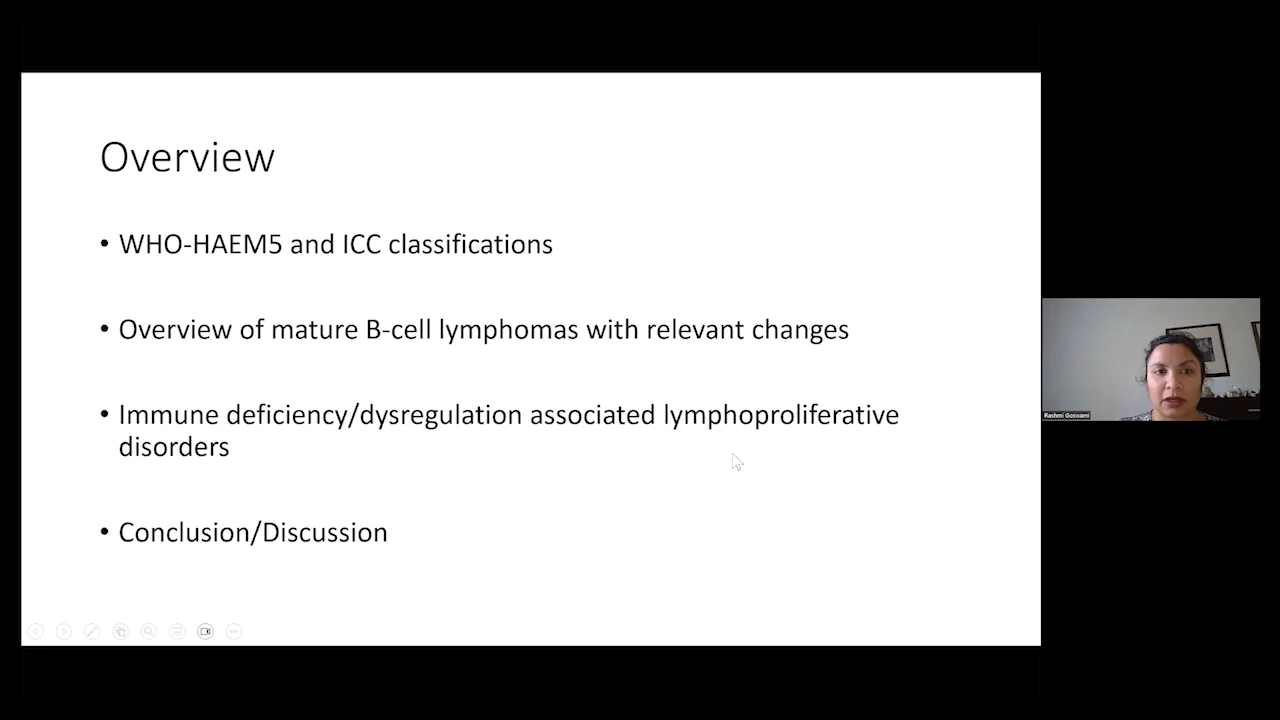 Overview
• WHO-HAEM5 and ICC classifications
• Overview of mature B-cell lymphomas with relevant changes
• Immune deficiency/dysregulation associated lymphoproliferative
disorders
• Conclusion/Discussion
Rashmi Goswami